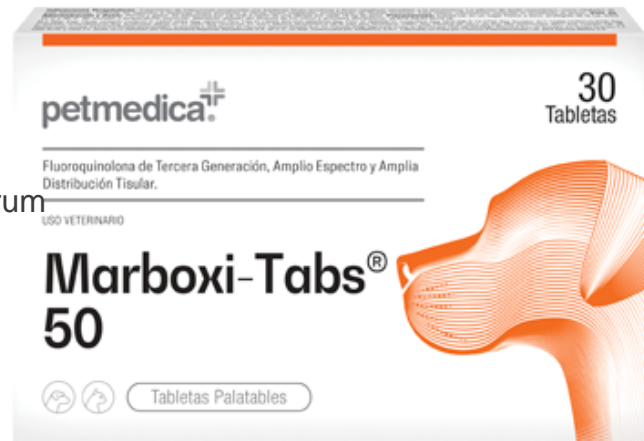 petmedica
30
Tabletas
Fluoroquinolona de Tercera Generación, Amplio Espectro y Amplia
Distribución Tisular.
rum
USO VETERINARIO
Marboxi-Tabs®
50
Tabletas Palatables